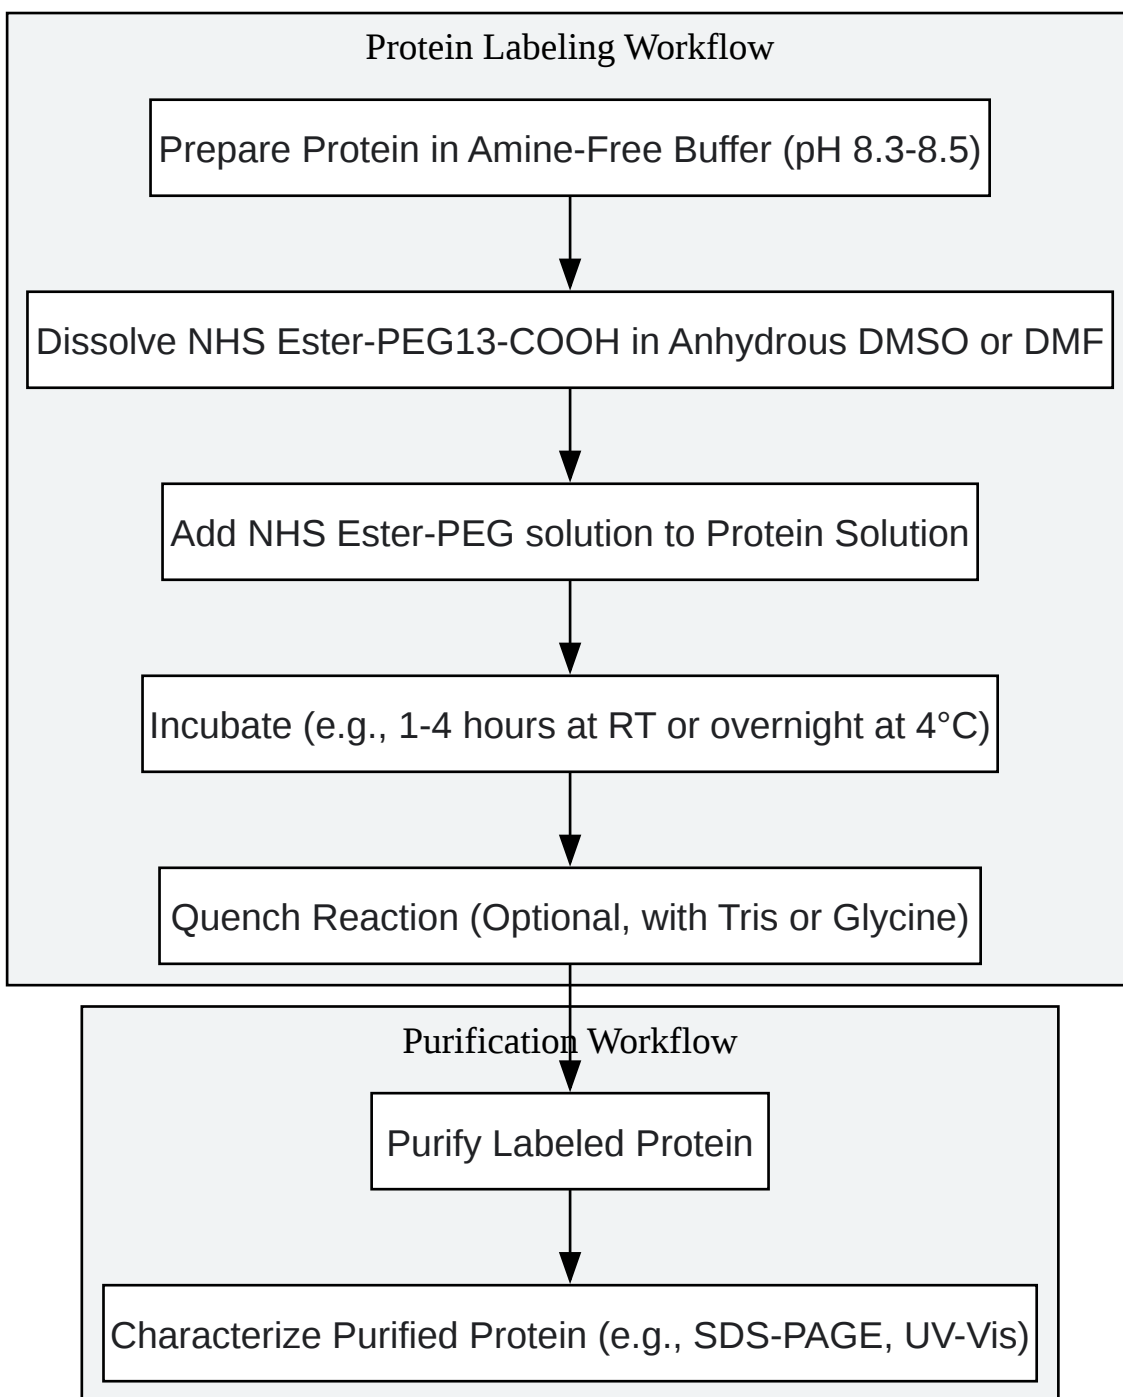 Protein Labeling Workflow
Prepare Protein in Amine-Free Buffer (pH 8.3-8.5)
Dissolve NHS Ester-PEG13-COOH in Anhydrous DMSO or DMF
Add NHS Ester-PEG solution to Protein Solution
Incubate (e.g., 1-4 hours at RT or overnight at 4°C)
Quench Reaction (Optional, with Tris or Glycine)
Purification Workflow
Purify Labeled Protein
Characterize Purified Protein (e.g., SDS-PAGE, UV-Vis)